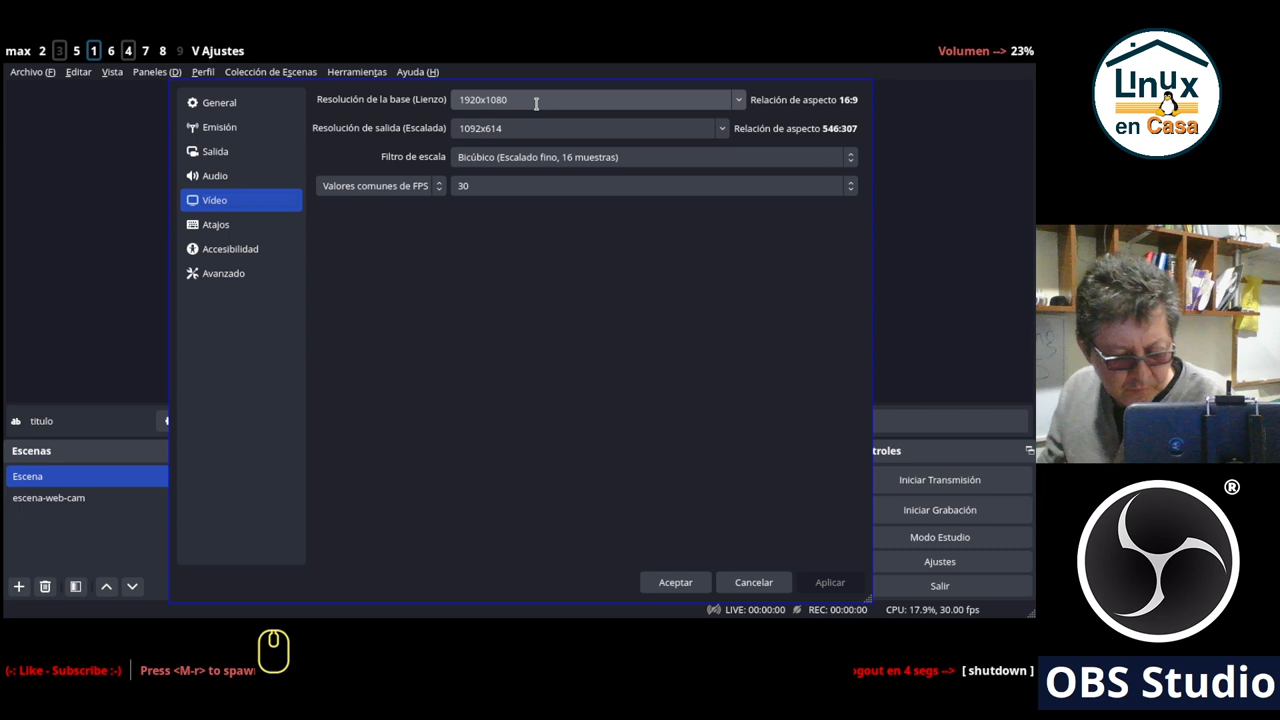 max 2 3 5 1 6 4 7 8 9 V Ajustes
Volumen --> 23%
Archivo (F) Editar Vista Paneles (D) Perfil Colección de Escenas Herramientas Ayuda (H)
General
Emisión
Salida
Audio
Vídeo
Atajos
Accesibilidad
Avanzado
Resolución de la base (Lienzo) 1920x1080 Relación de aspecto 16:9
Resolución de salida (Escalada) 1092x614 Relación de aspecto 546:307
Filtro de escala Bicúbico (Escalado fino, 16 muestras)
Valores comunes de FPS 30
ab titulo
Escenas
Escena
escena-web-cam
troles
Iniciar Transmisión
Iniciar Grabación
Modo Estudio
Ajustes
Salir
Aceptar Cancelar Aplicar
LIVE: 00:00:00 REC: 00:00:00 CPU: 17.9%, 30.00 fps
(-: Like - Subscribe :-) Press <M-r> to spaw
ogout en 4 segs --> [ shutdown ]
LInux
en Casa
®
OBS Studio